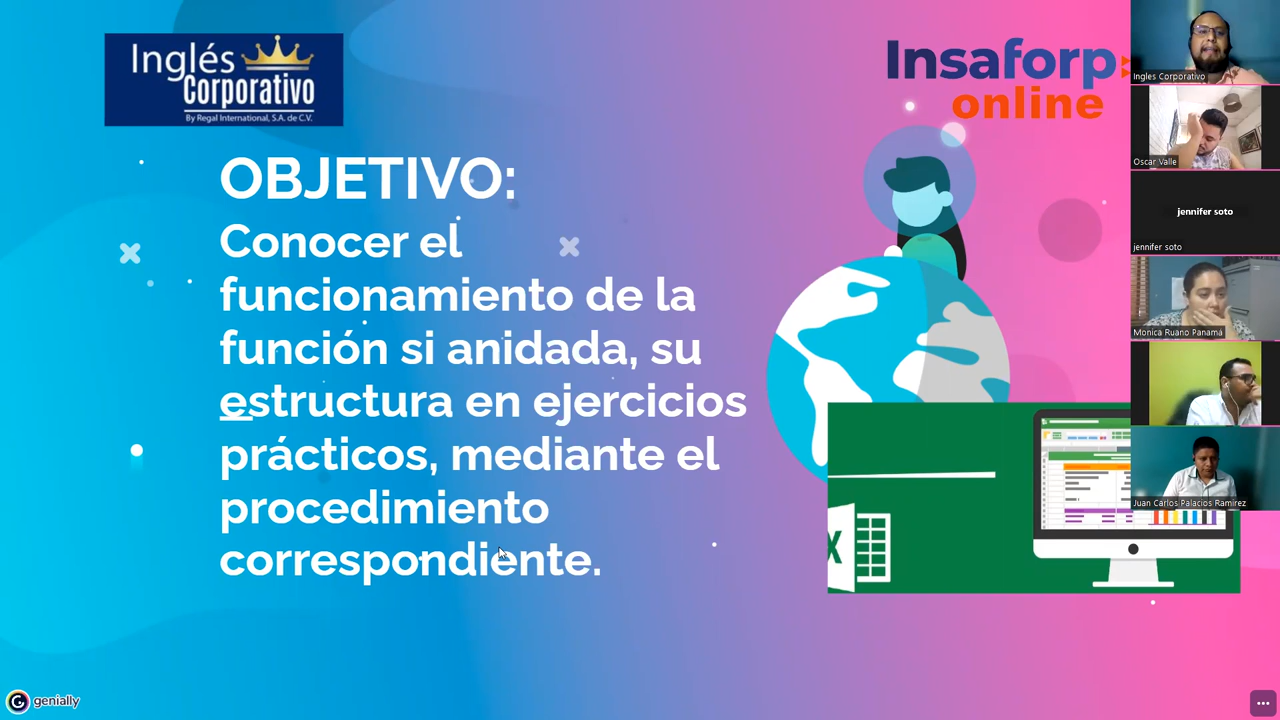 Inglés
Corporativo
By Regal International, S.A. de C.V.
Insaforp
online
OBJETIVO:
Conocer el
funcionamiento de la
función si anidada, su
estructura en ejercicios
prácticos, mediante el
procedimiento
correspondiente.
X
genially
Ingles Corporativo
Oscar Valle
jennifer soto
jennifer soto
Monica Ruano Panamá
Juan Carlos Palacios Ramirez